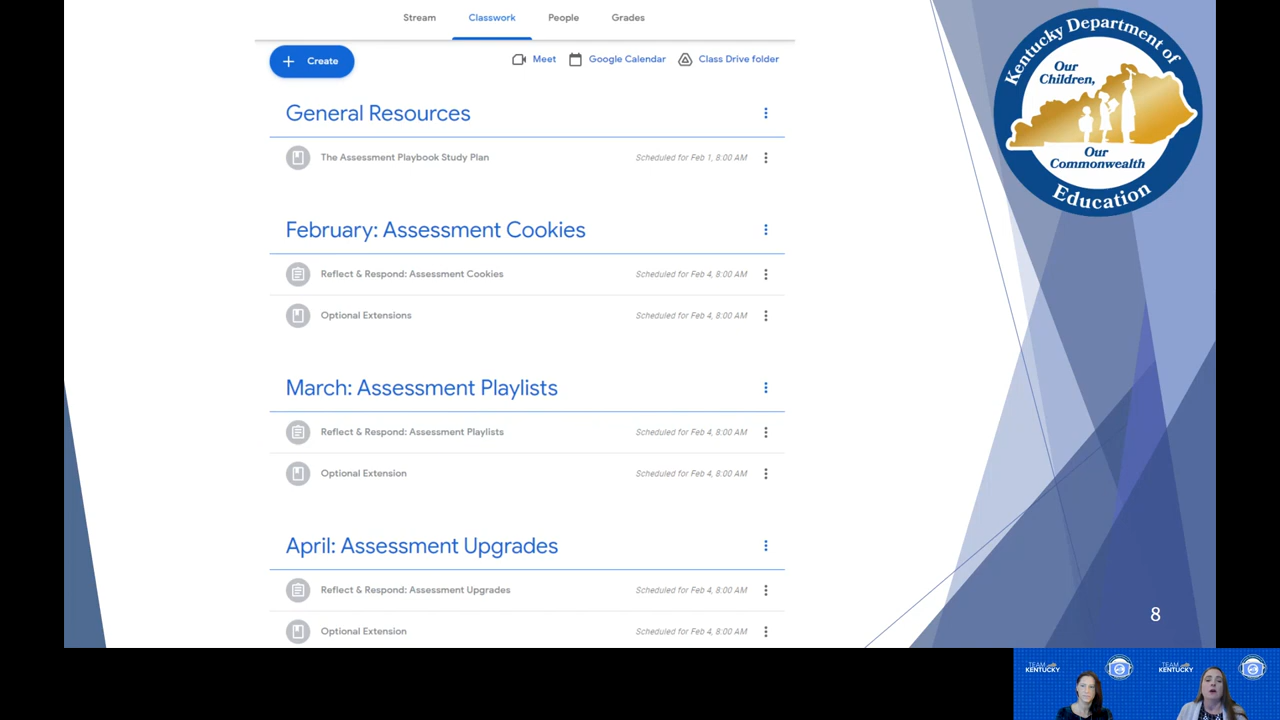 Stream Classwork People Grades
Create
Meet Google Calendar Class Drive folder
General Resources
The Assessment Playbook Study Plan Scheduled for Feb 1, 8:00 AM
February: Assessment Cookies
Reflect & Respond: Assessment Cookies Scheduled for Feb 4, 8:00 AM
Optional Extensions Scheduled for Feb 4, 8:00 AM
March: Assessment Playlists
Reflect & Respond: Assessment Playlists Scheduled for Feb 4, 8:00 AM
Optional Extension Scheduled for Feb 4, 8:00 AM
April: Assessment Upgrades
Reflect & Respond: Assessment Upgrades Scheduled for Feb 4, 8:00 AM
Optional Extension Scheduled for Feb 4, 8:00 AM
Kentucky Department of
Our
Children,
Our
Commonwealth
Education
8
TEAM
KENTUCKY
TEAM
KENTUCKY